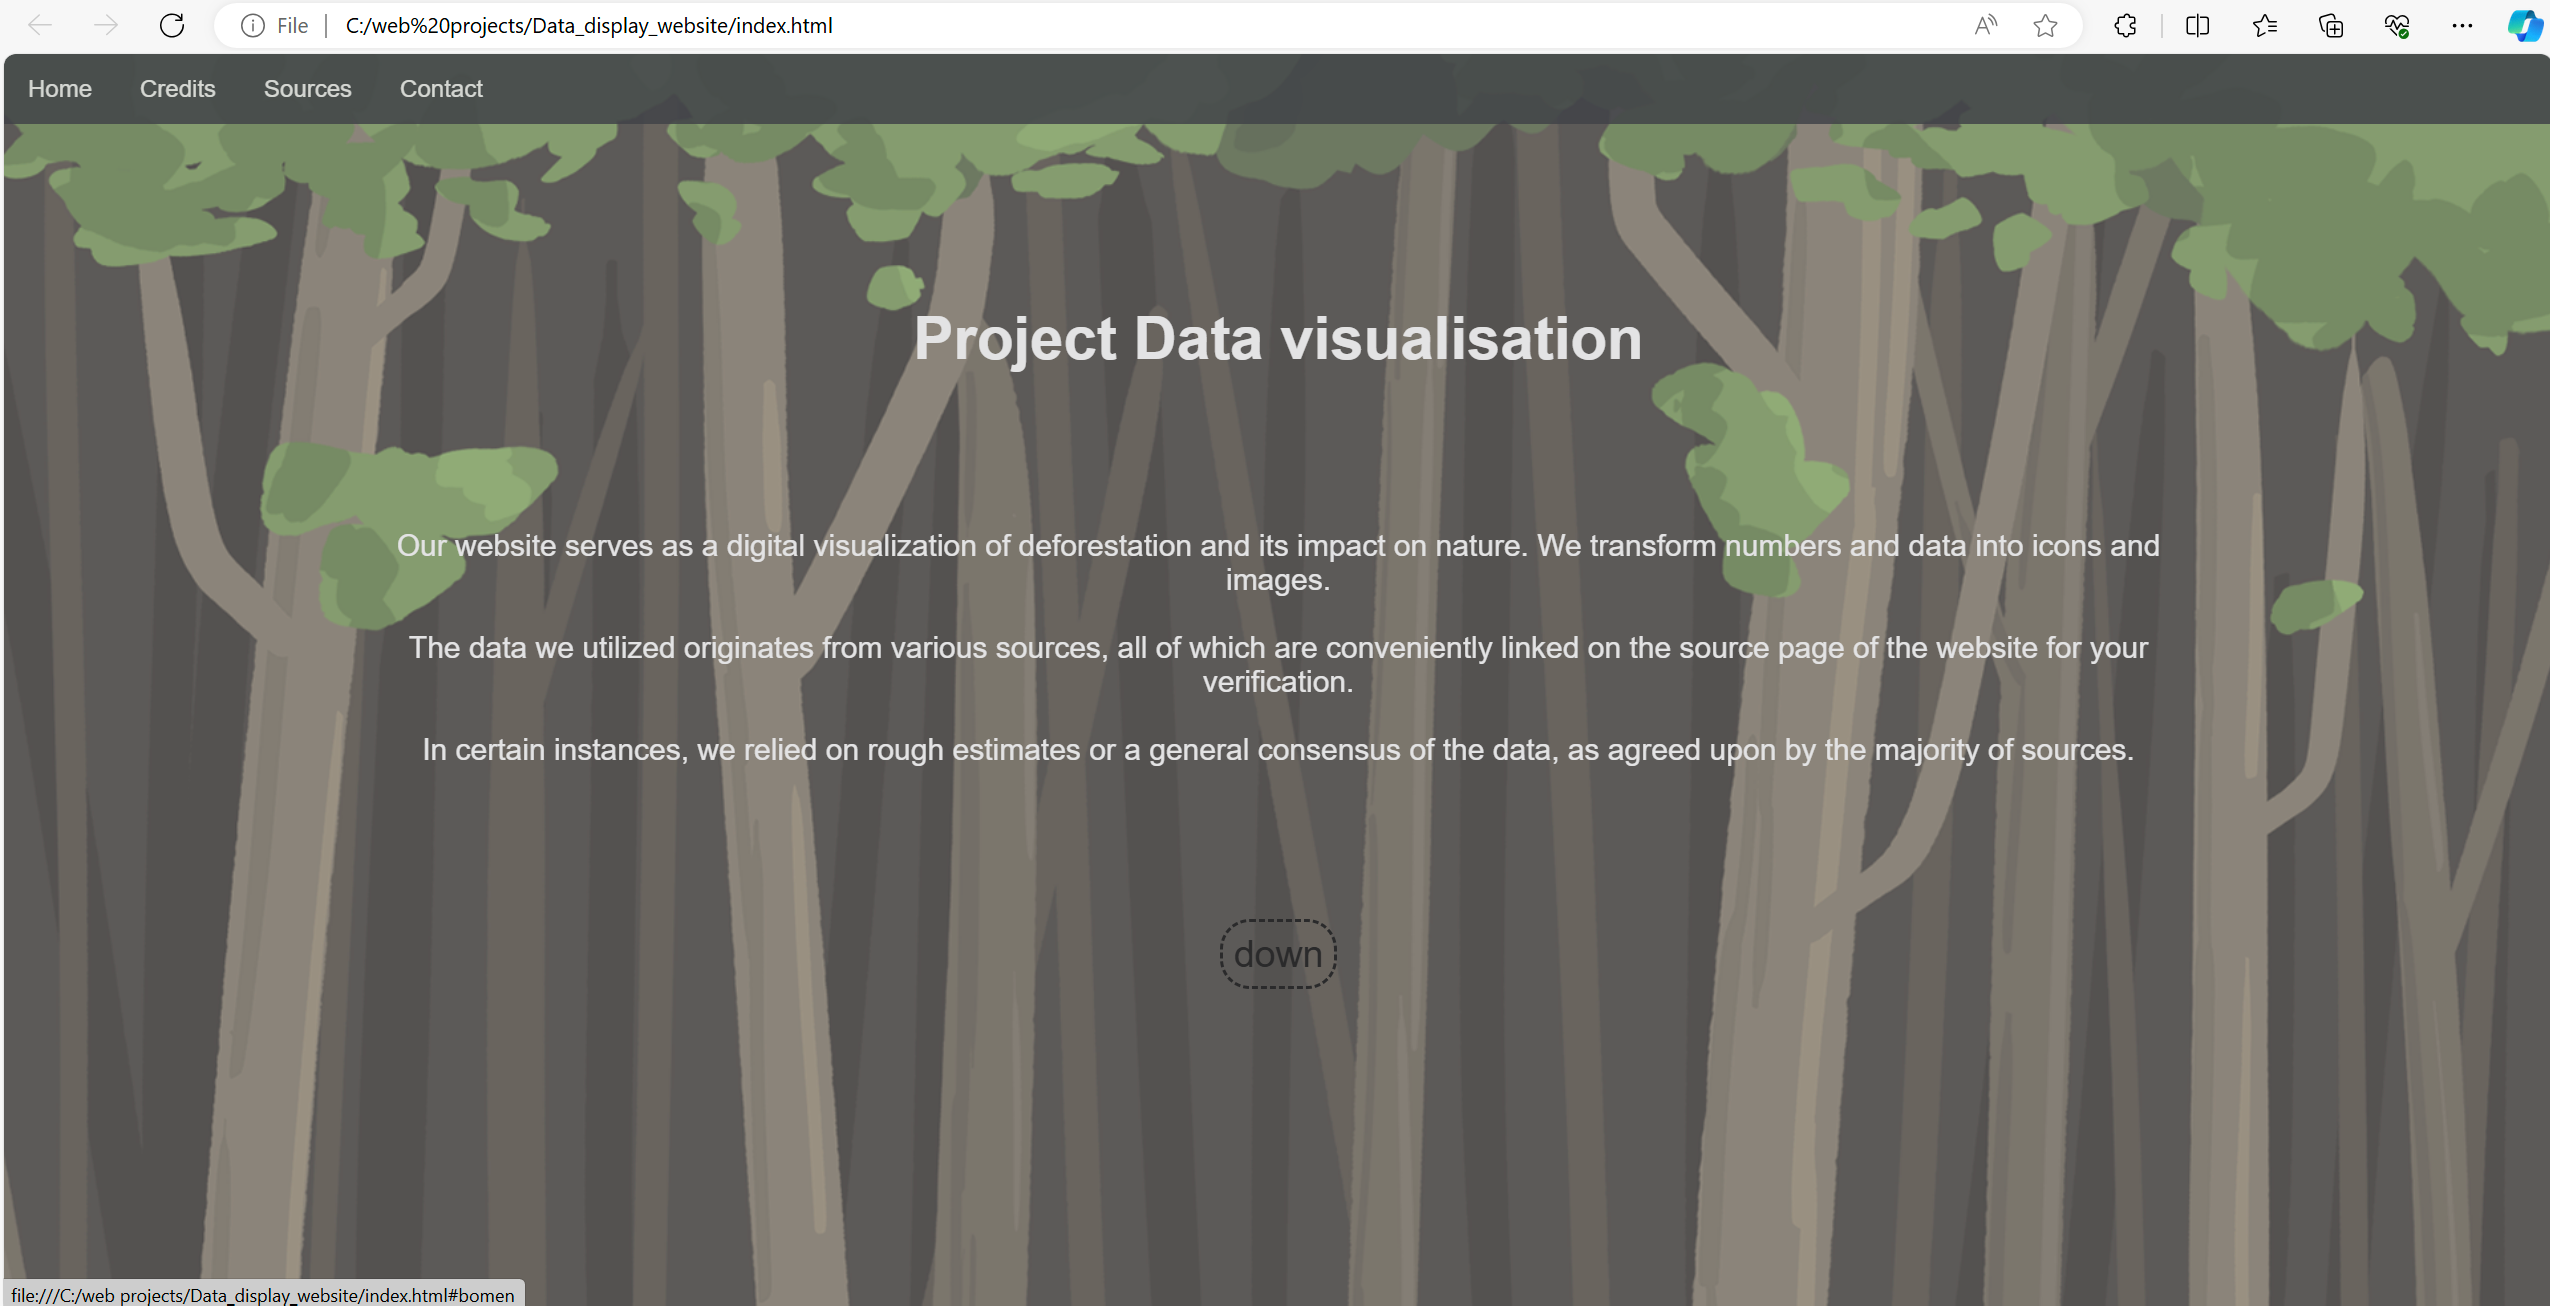 File
C:/web%20projects/Data_display_website/index.html
Home
Credits
Sources
Contact
Project Data visualisation
Our website serves as a digital visualization of deforestation and its impact on nature. We transform numbers and data into icons and
images.
The data we utilized originates from various sources, all of which are conveniently linked on the source page of the website for your
verification.
In certain instances, we relied on rough estimates or a general consensus of the data, as agreed upon by the majority of sources.
down
file:///C:/web projects/Data_display_website/index.html#bomen